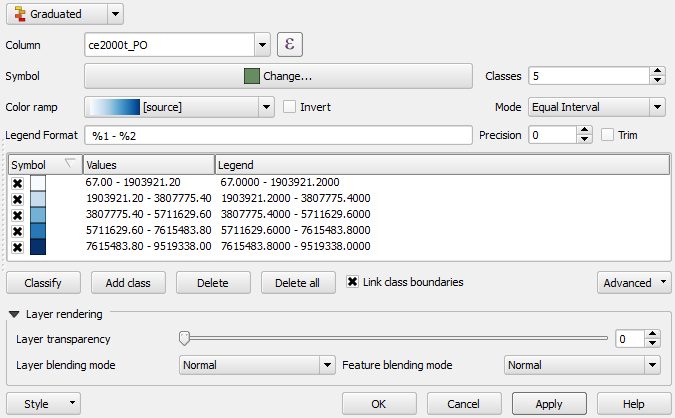 Graduated
Column ce2000t_PO ε
Symbol Change... Classes 5
Color ramp [source] Invert Mode Equal Interval
Legend Format %1 - %2 Precision 0 Trim
Symbol Values Legend
67.00 - 1903921.20 67.0000 - 1903921.2000
1903921.20 - 3807775.40 1903921.2000 - 3807775.4000
3807775.40 - 5711629.60 3807775.4000 - 5711629.6000
5711629.60 - 7615483.80 5711629.6000 - 7615483.8000
7615483.80 - 9519338.00 7615483.8000 - 9519338.0000
Classify Add class Delete Delete all Link class boundaries Advanced
Layer rendering
Layer transparency 0
Layer blending mode Normal Feature blending mode Normal
Style OK Cancel Apply Help